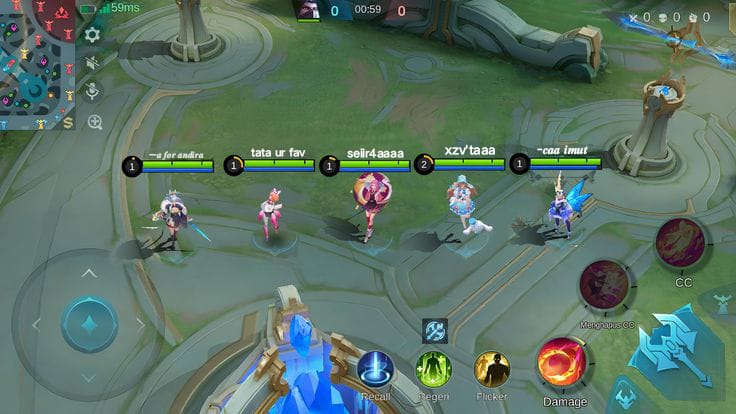 59ms
0 00:59 0
0 0 0
$
—a for andira
tata ur fav
seiir4aaaa
xzv'taaa
-caa imut
1
1
1
2
1
CC
Menghapus CC
Recall
Regen
Flicker
Damage